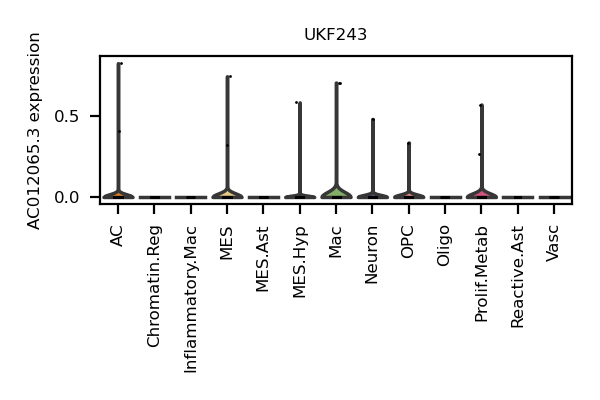 UKF243
AC012065.3 expression
0.5
0.0
AC
Chromatin.Reg
Inflammatory.Mac
MES
MES.Ast
MES.Hyp
Mac
Neuron
OPC
Oligo
Prolif.Metab
Reactive.Ast
Vasc